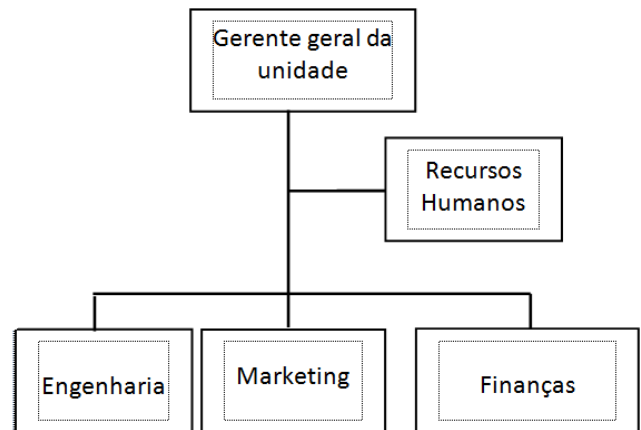 Gerente geral da
unidade
Recursos
Humanos
Engenharia
Marketing
Finanças